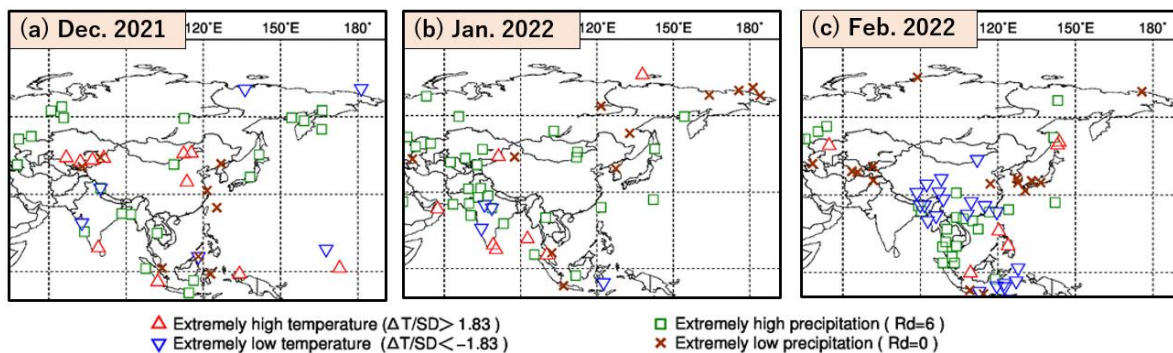 (a) Dec. 2021
120°E
150°E
180°
(b) Jan. 2022
120°E
150°E
180°
(c) Feb. 2022
120°E
150°E
180°
△ Extremely high temperature (ΔT/SD＞ 1.83)
▽ Extremely low temperature (ΔT/SD＜−1.83)
□ Extremely high precipitation ( Rd=6 )
× Extremely low precipitation ( Rd=0 )